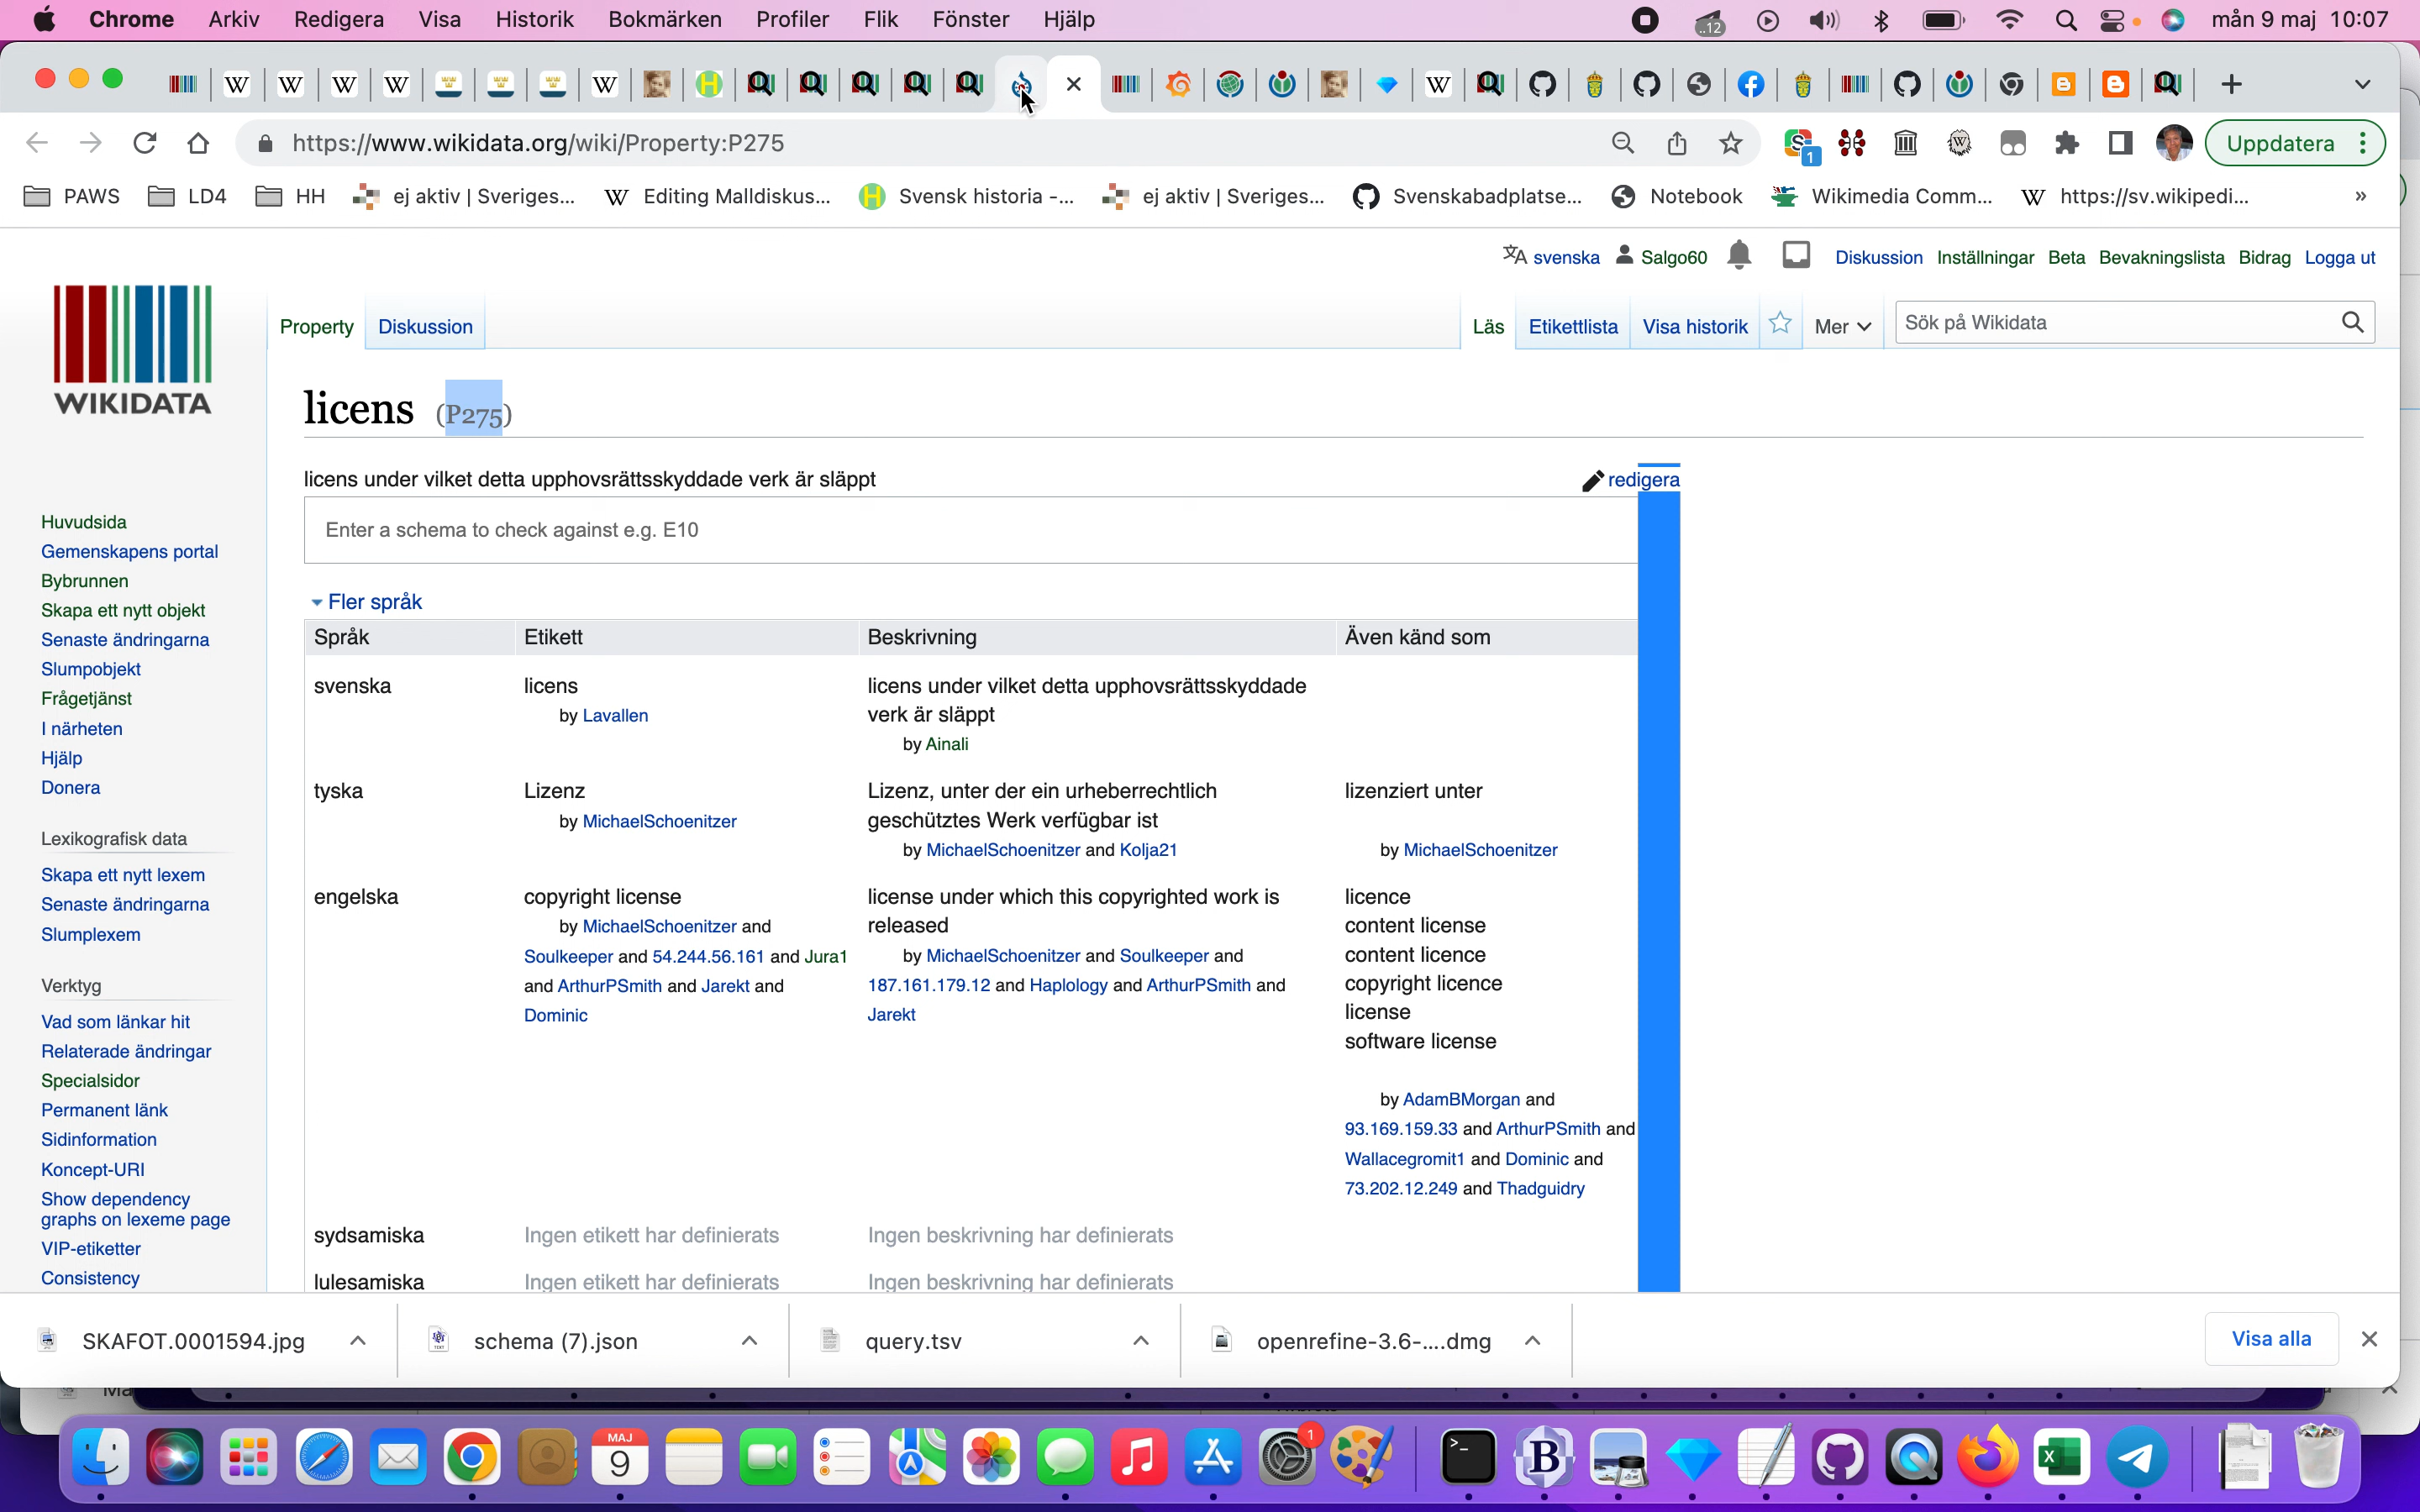 Chrome Arkiv Redigera Visa Historik Bokmärken Profiler Flik Fönster Hjälp ..12 mån 9 maj 10:07
https://www.wikidata.org/wiki/Property:P275 1 Uppdatera
PAWS LD4 HH ej aktiv | Sveriges... Editing Malldiskus... Svensk historia -... ej aktiv | Sveriges... Svenskabadplatse... Notebook Wikimedia Comm... https://sv.wikipedi... »
svenska Salgo60 Diskussion Inställningar Beta Bevakningslista Bidrag Logga ut
WIKIDATA
Property Diskussion Läs Etikettlista Visa historik Mer Sök på Wikidata
licens (P275)
licens under vilket detta upphovsrättsskyddade verk är släppt redigera
Enter a schema to check against e.g. E10
Huvudsida
Gemenskapens portal
Bybrunnen
Skapa ett nytt objekt
Senaste ändringarna
Slumpobjekt
Frågetjänst
I närheten
Hjälp
Donera
Lexikografisk data
Skapa ett nytt lexem
Senaste ändringarna
Slumplexem
Verktyg
Vad som länkar hit
Relaterade ändringar
Specialsidor
Permanent länk
Sidinformation
Koncept-URI
Show dependency
graphs on lexeme page
VIP-etiketter
Consistency
Fler språk
Språk Etikett Beskrivning Även känd som
svenska licens licens under vilket detta upphovsrättsskyddade
by Lavallen verk är släppt
by Ainali
tyska Lizenz Lizenz, unter der ein urheberrechtlich lizenziert unter
by MichaelSchoenitzer geschütztes Werk verfügbar ist
by MichaelSchoenitzer and Kolja21 by MichaelSchoenitzer
engelska copyright license license under which this copyrighted work is licence
by MichaelSchoenitzer and released content license
Soulkeeper and 54.244.56.161 and Jura1 by MichaelSchoenitzer and Soulkeeper and content licence
and ArthurPSmith and Jarekt and 187.161.179.12 and Haplology and ArthurPSmith and copyright licence
Dominic Jarekt license
software license
by AdamBMorgan and
93.169.159.33 and ArthurPSmith and
Wallacegromit1 and Dominic and
73.202.12.249 and Thadguidry
sydsamiska Ingen etikett har definierats Ingen beskrivning har definierats
lulesamiska Ingen etikett har definierats Ingen beskrivning har definierats
SKAFOT.0001594.jpg schema (7).json query.tsv openrefine-3.6-....dmg Visa alla
MAJ
9
1